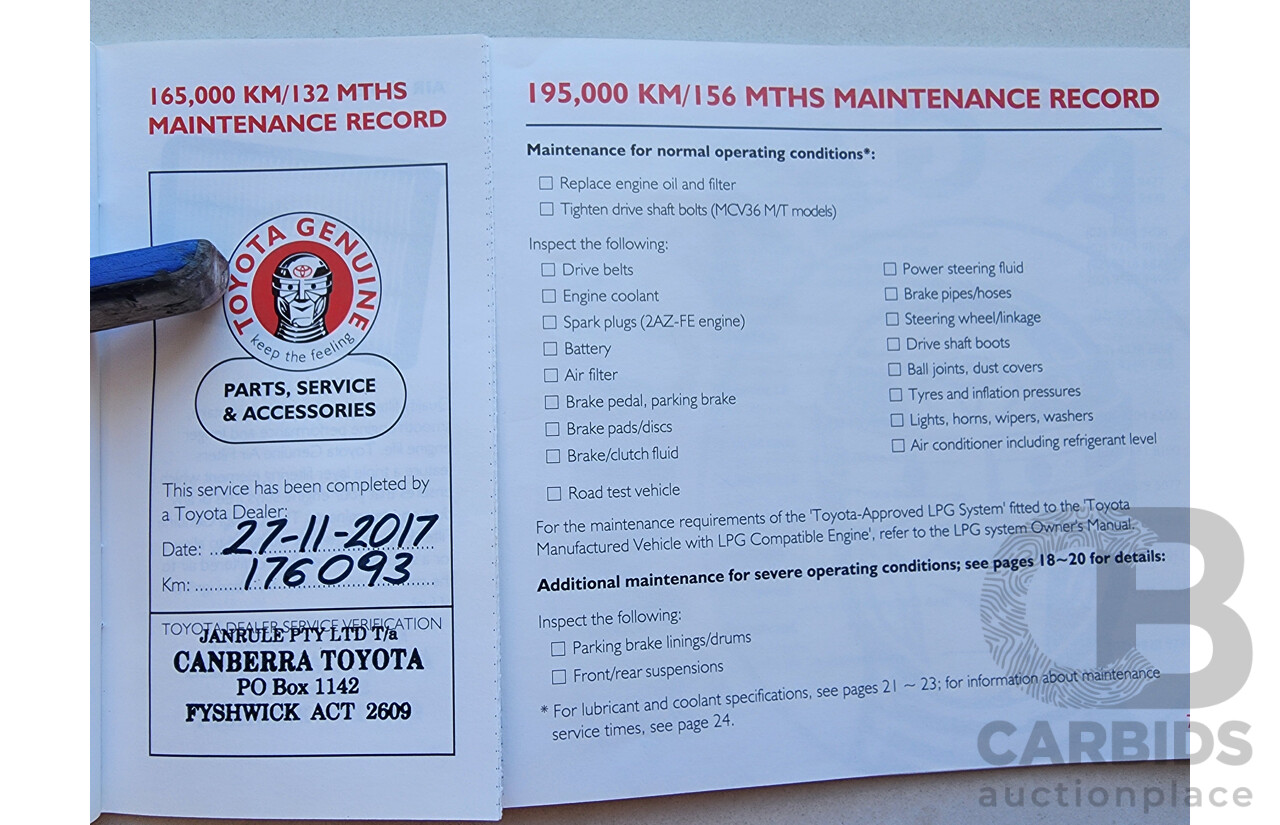 165,000 KM/132 MTHS
MAINTENANCE RECORD
TOYOTA GENUINE
keep the feeling
PARTS, SERVICE
& ACCESSORIES
This service has been completed by
a Toyota Dealer:
Date: 27-11-2017
Km: 176093
TOYOTA DEALER SERVICE VERIFICATION
JANRULE PTY LTD T/a
CANBERRA TOYOTA
PO Box 1142
FYSHWICK ACT 2609
195,000 KM/156 MTHS MAINTENANCE RECORD
Maintenance for normal operating conditions*:
Replace engine oil and filter
Tighten drive shaft bolts (MCV36 M/T models)
Inspect the following:
Drive belts
Engine coolant
Spark plugs (2AZ-FE engine)
Battery
Air filter
Brake pedal, parking brake
Brake pads/discs
Brake/clutch fluid
Road test vehicle
Power steering fluid
Brake pipes/hoses
Steering wheel/linkage
Drive shaft boots
Ball joints, dust covers
Tyres and inflation pressures
Lights, horns, wipers, washers
Air conditioner including refrigerant level
For the maintenance requirements of the 'Toyota-Approved LPG System' fitted to the 'Toyota
Manufactured Vehicle with LPG Compatible Engine', refer to the LPG system Owner's Manual.
Additional maintenance for severe operating conditions; see pages 18~20 for details:
Inspect the following:
Parking brake linings/drums
Front/rear suspensions
* For lubricant and coolant specifications, see pages 21 ~ 23; for information about maintenance
service times, see page 24.
CB
CARBIDS
auctionplace